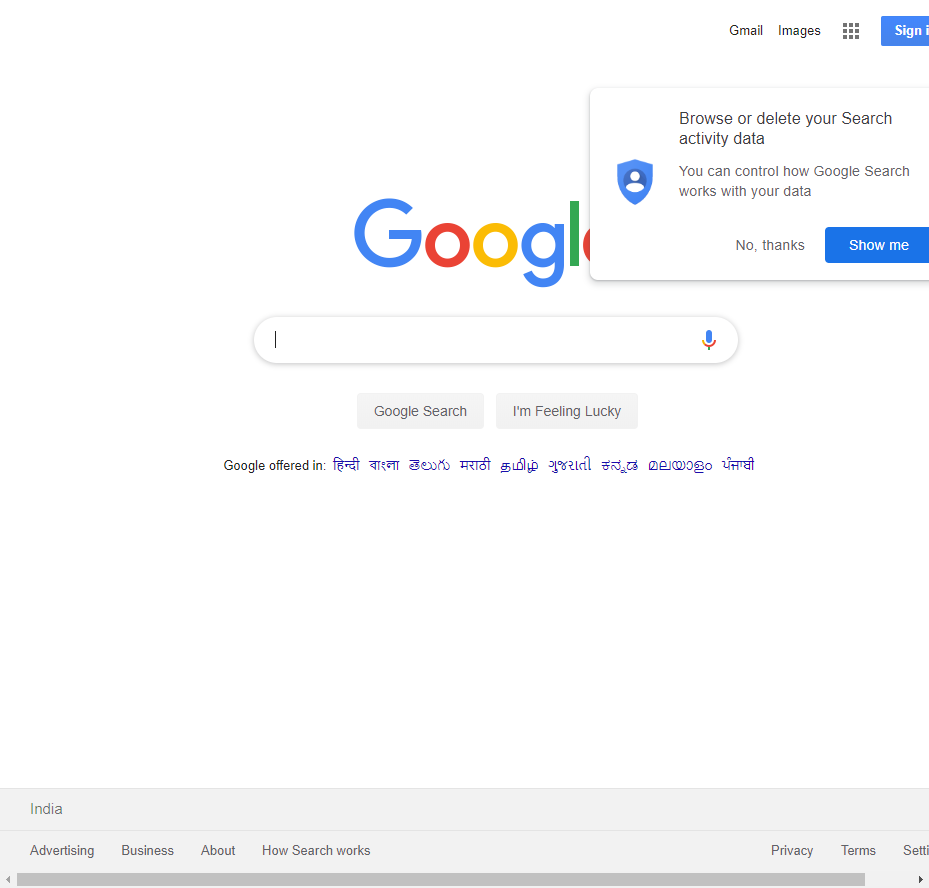 Gmail Images
Sign i
Browse or delete your Search
activity data
You can control how Google Search
works with your data
No, thanks Show me
Google
Google Search I'm Feeling Lucky
Google offered in: हिन्दी বাংলা తెలుగు मराठी தமிழ் ગુજરાતી ಕನ್ನಡ മലയാളം ਪੰਜਾਬੀ
India
Advertising Business About How Search works Privacy Terms Setti